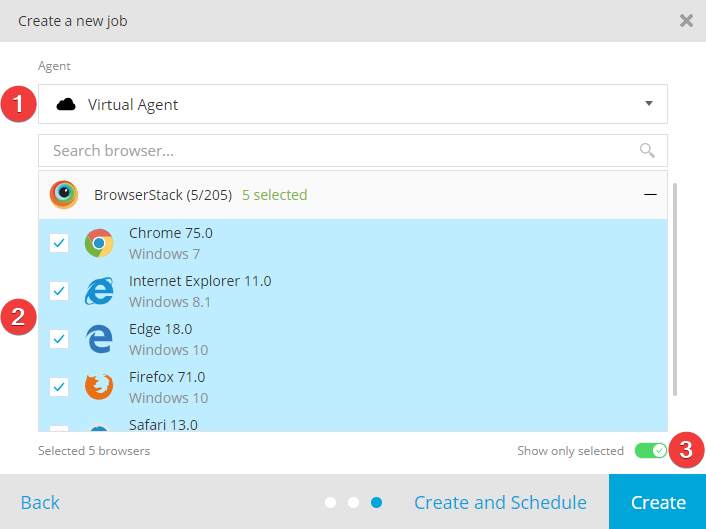 Create a new job
Agent
1
Virtual Agent
Search browser...
BrowserStack (5/205) 5 selected
Chrome 75.0
Windows 7
Internet Explorer 11.0
Windows 8.1
2
Edge 18.0
Windows 10
Firefox 71.0
Windows 10
Safari 13.0
Selected 5 browsers Show only selected 3
Back Create and Schedule Create